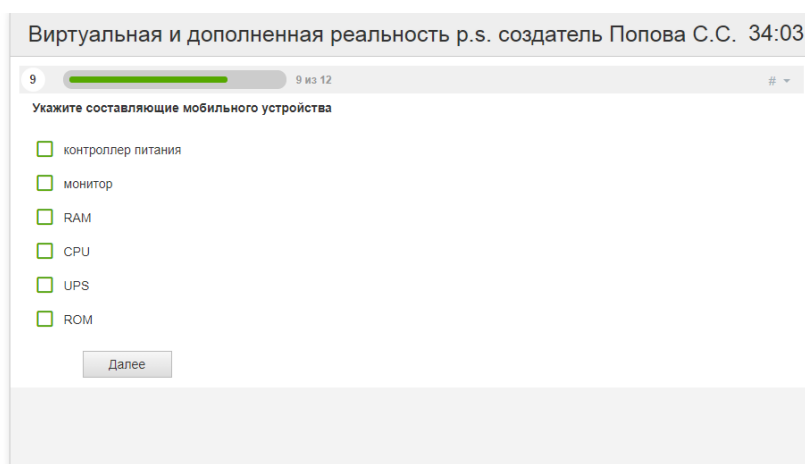 Виртуальная и дополненная реальность p.s. создатель Попова С.С. 34:03
9 9 из 12 #
Укажите составляющие мобильного устройства
контроллер питания
монитор
RAM
CPU
UPS
ROM
Далее